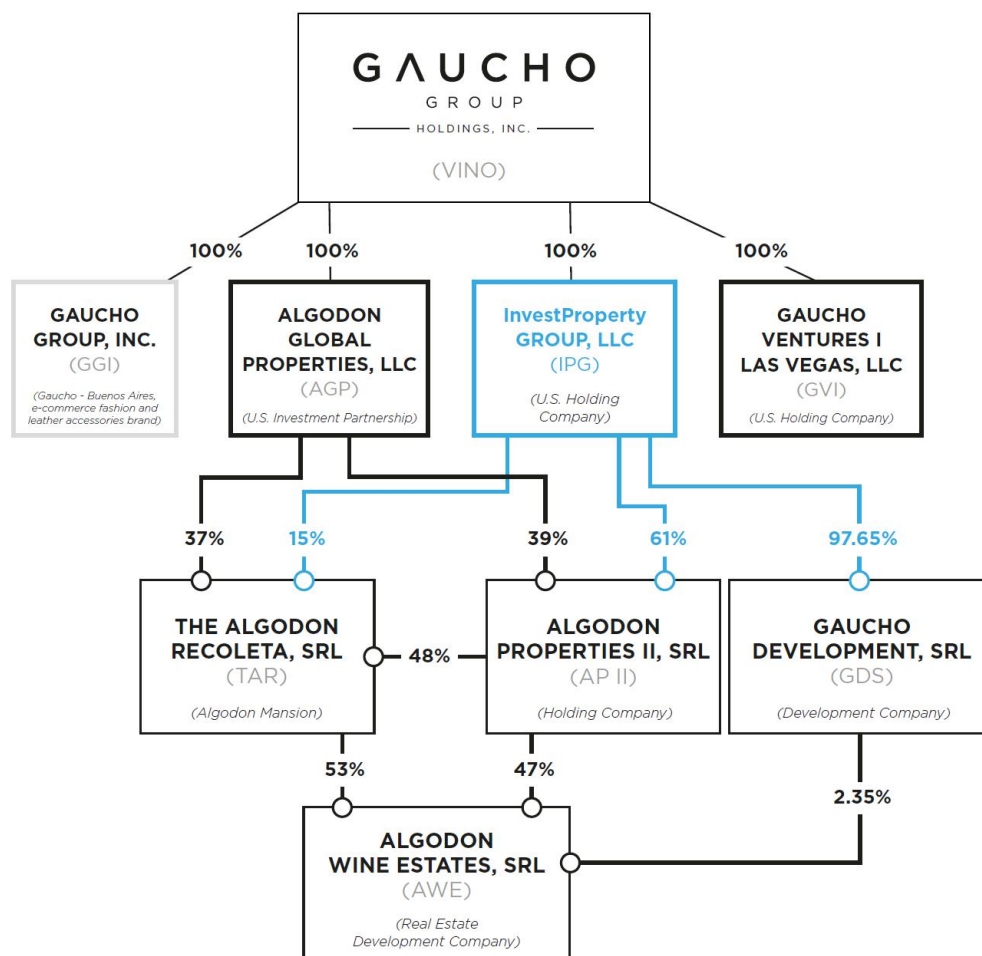 GAUCHO
GROUP
HOLDINGS, INC.
(VINO)
100%
100%
100%
100%
GAUCHO
GROUP, INC.
(GGI)
(Gaucho - Buenos Aires,
e-commerce fashion and
leather accessories brand)
ALGODON
GLOBAL
PROPERTIES, LLC
(AGP)
(U.S. Investment Partnership)
InvestProperty
GROUP, LLC
(IPG)
(U.S. Holding
Company)
GAUCHO
VENTURES I
LAS VEGAS, LLC
(GVI)
(U.S. Holding Company)
37%
15%
39%
61%
97.65%
THE ALGODON
RECOLETA, SRL
(TAR)
(Algodon Mansion)
48%
ALGODON
PROPERTIES II, SRL
(AP II)
(Holding Company)
GAUCHO
DEVELOPMENT, SRL
(GDS)
(Development Company)
53%
47%
2.35%
ALGODON
WINE ESTATES, SRL
(AWE)
(Real Estate
Development Company)